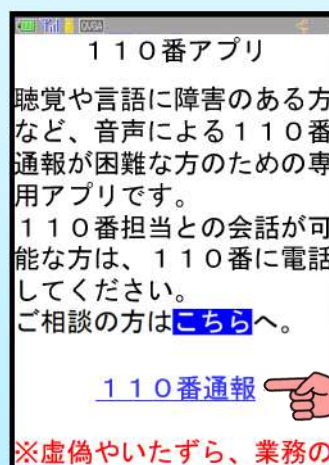 110番アプリ
聴覚や言語に障害のある方
など、音声による110番
通報が困難な方のための専
用アプリです。
110番担当との会話が可
能な方は、110番に電話
してください。
ご相談の方はこちらへ。
110番通報
※虚偽やいたずら、業務の